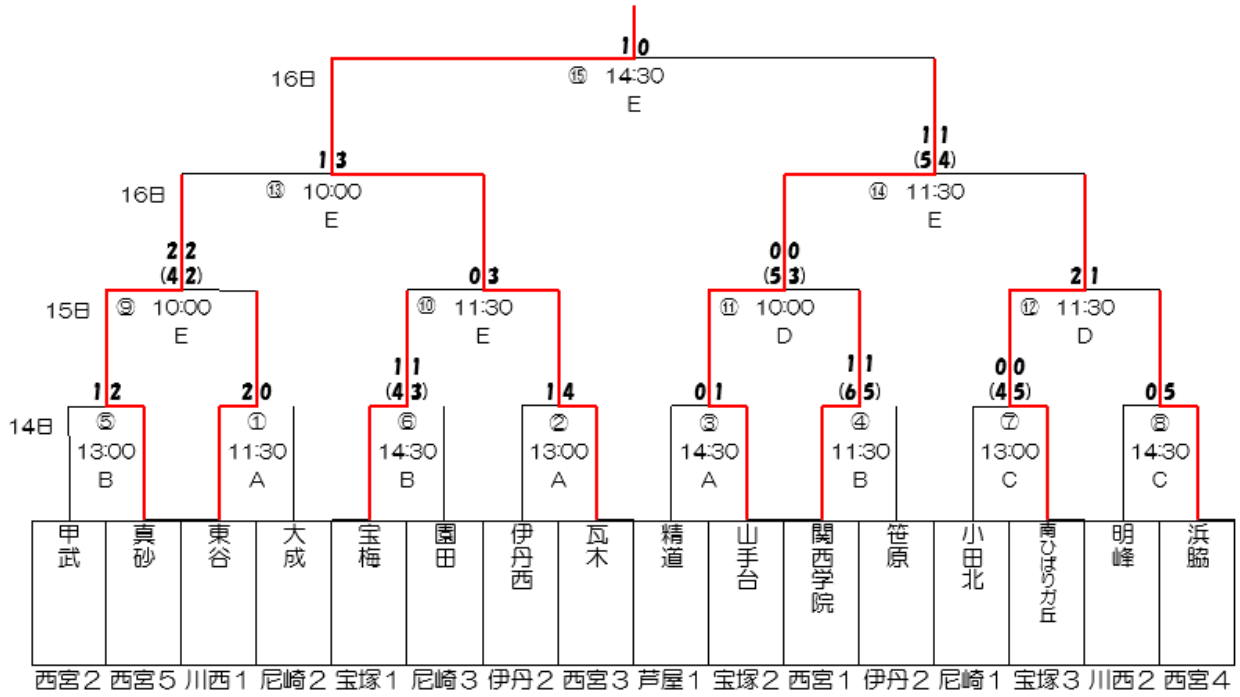 1 0
16日
⑮ 14:30
E
1 1
1 3
(5 4)
16日
⑬ 10:00
⑭ 11:30
E
E
2 2
0 0
(4 2)
0 3
(5 3)
2 1
15日
⑨ 10:00
⑩ 11:30
⑪ 10:00
⑫ 11:30
E
E
D
D
1 1
1 1
0 0
1 2
2 0
(4 3)
1 4
0 1
(6 5)
(4 5)
0 5
14日
⑤
①
⑥
②
③
④
⑦
⑧
13:00
11:30
14:30
13:00
14:30
11:30
13:00
14:30
B
A
B
A
A
B
C
C
甲武
真砂
東谷
大成
宝梅
園田
伊丹西
瓦木
精道
山手台
関西学院
笹原
小田北
南ひばりガ丘
明峰
浜脇
西宮2
西宮5
川西1
尼崎2
宝塚1
尼崎3
伊丹2
西宮3
芦屋1
宝塚2
西宮1
伊丹2
尼崎1
宝塚3
川西2
西宮4